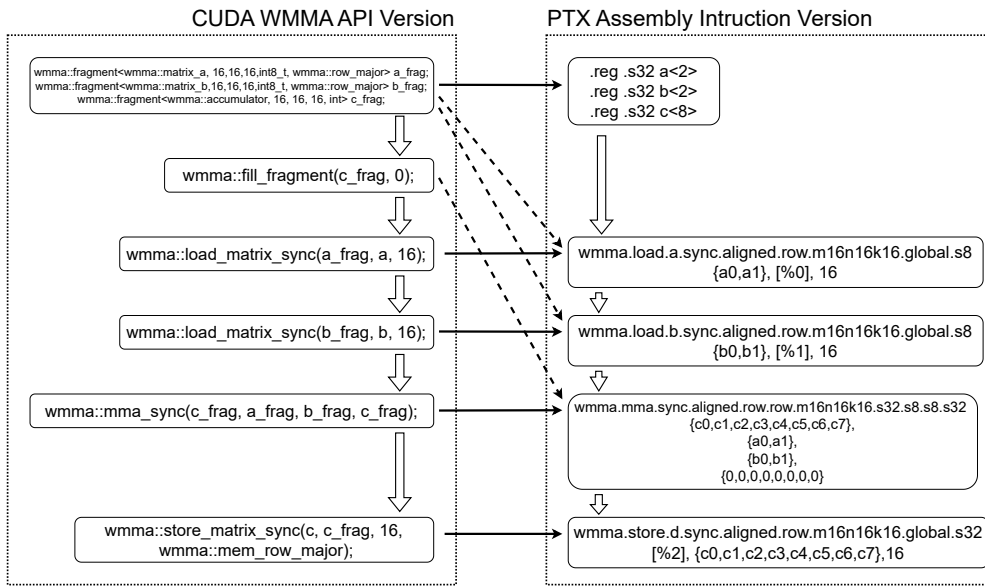 CUDA WMMA API Version
wmma::fragment<wmma::matrix_a, 16,16,16,int8_t, wmma::row_major> a_frag;
wmma::fragment<wmma::matrix_b,16,16,16,int8_t, wmma::row_major> b_frag;
wmma::fragment<wmma::accumulator, 16, 16, 16, int> c_frag;
wmma::fill_fragment(c_frag, 0);
wmma::load_matrix_sync(a_frag, a, 16);
wmma::load_matrix_sync(b_frag, b, 16);
wmma::mma_sync(c_frag, a_frag, b_frag, c_frag);
wmma::store_matrix_sync(c, c_frag, 16,
wmma::mem_row_major);
PTX Assembly Intruction Version
.reg .s32 a<2>
.reg .s32 b<2>
.reg .s32 c<8>
wmma.load.a.sync.aligned.row.m16n16k16.global.s8
{a0,a1}, [%0], 16
wmma.load.b.sync.aligned.row.m16n16k16.global.s8
{b0,b1}, [%1], 16
wmma.mma.sync.aligned.row.row.m16n16k16.s32.s8.s8.s32
{c0,c1,c2,c3,c4,c5,c6,c7},
{a0,a1},
{b0,b1},
{0,0,0,0,0,0,0,0}
wmma.store.d.sync.aligned.row.m16n16k16.global.s32
[%2], {c0,c1,c2,c3,c4,c5,c6,c7},16